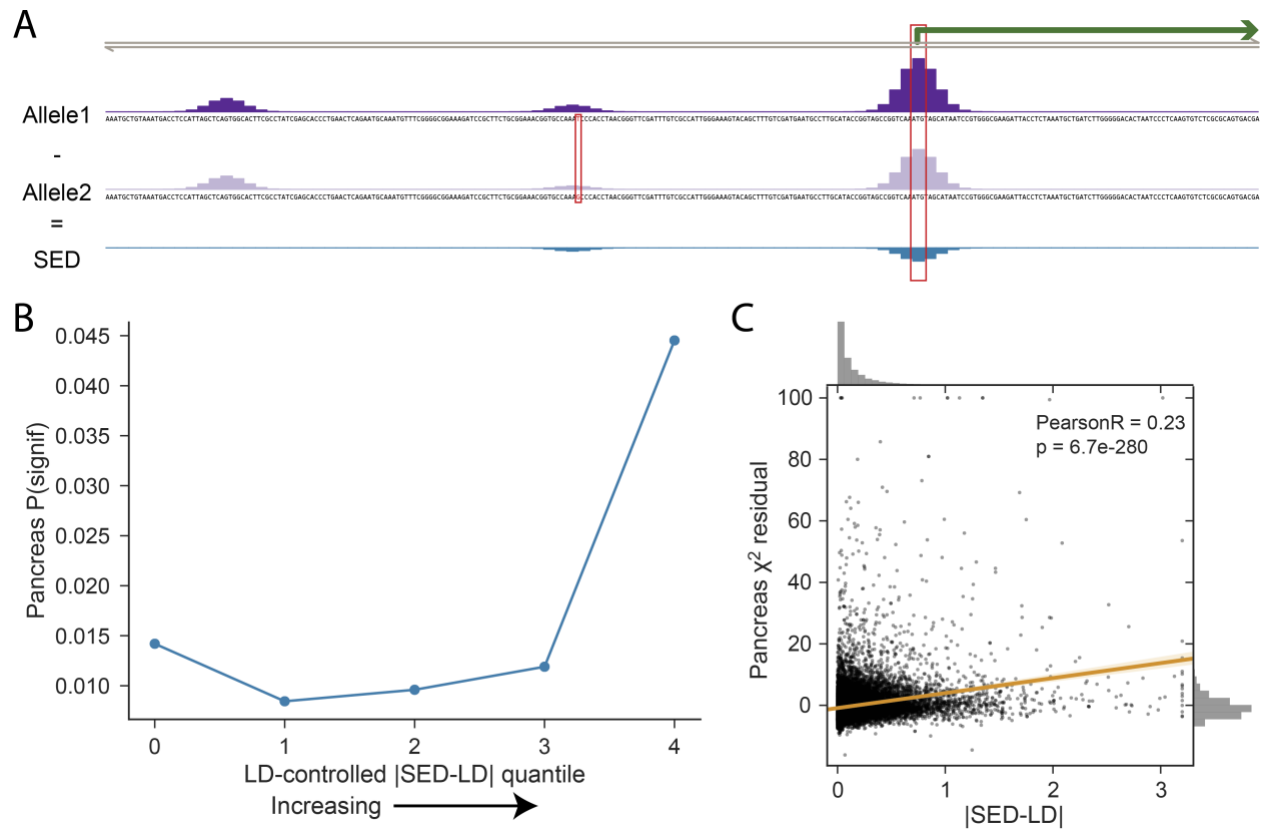 A
Allele1
-
Allele2
=
SED
B
0.045
0.040
0.035
0.030
0.025
0.020
0.015
0.010
Pancreas P(signif)
0 1 2 3 4
LD-controlled |SED-LD| quantile
Increasing
C
PearsonR = 0.23
p = 6.7e-280
100
80
60
40
20
0
Pancreas χ² residual
0 1 2 3
|SED-LD|